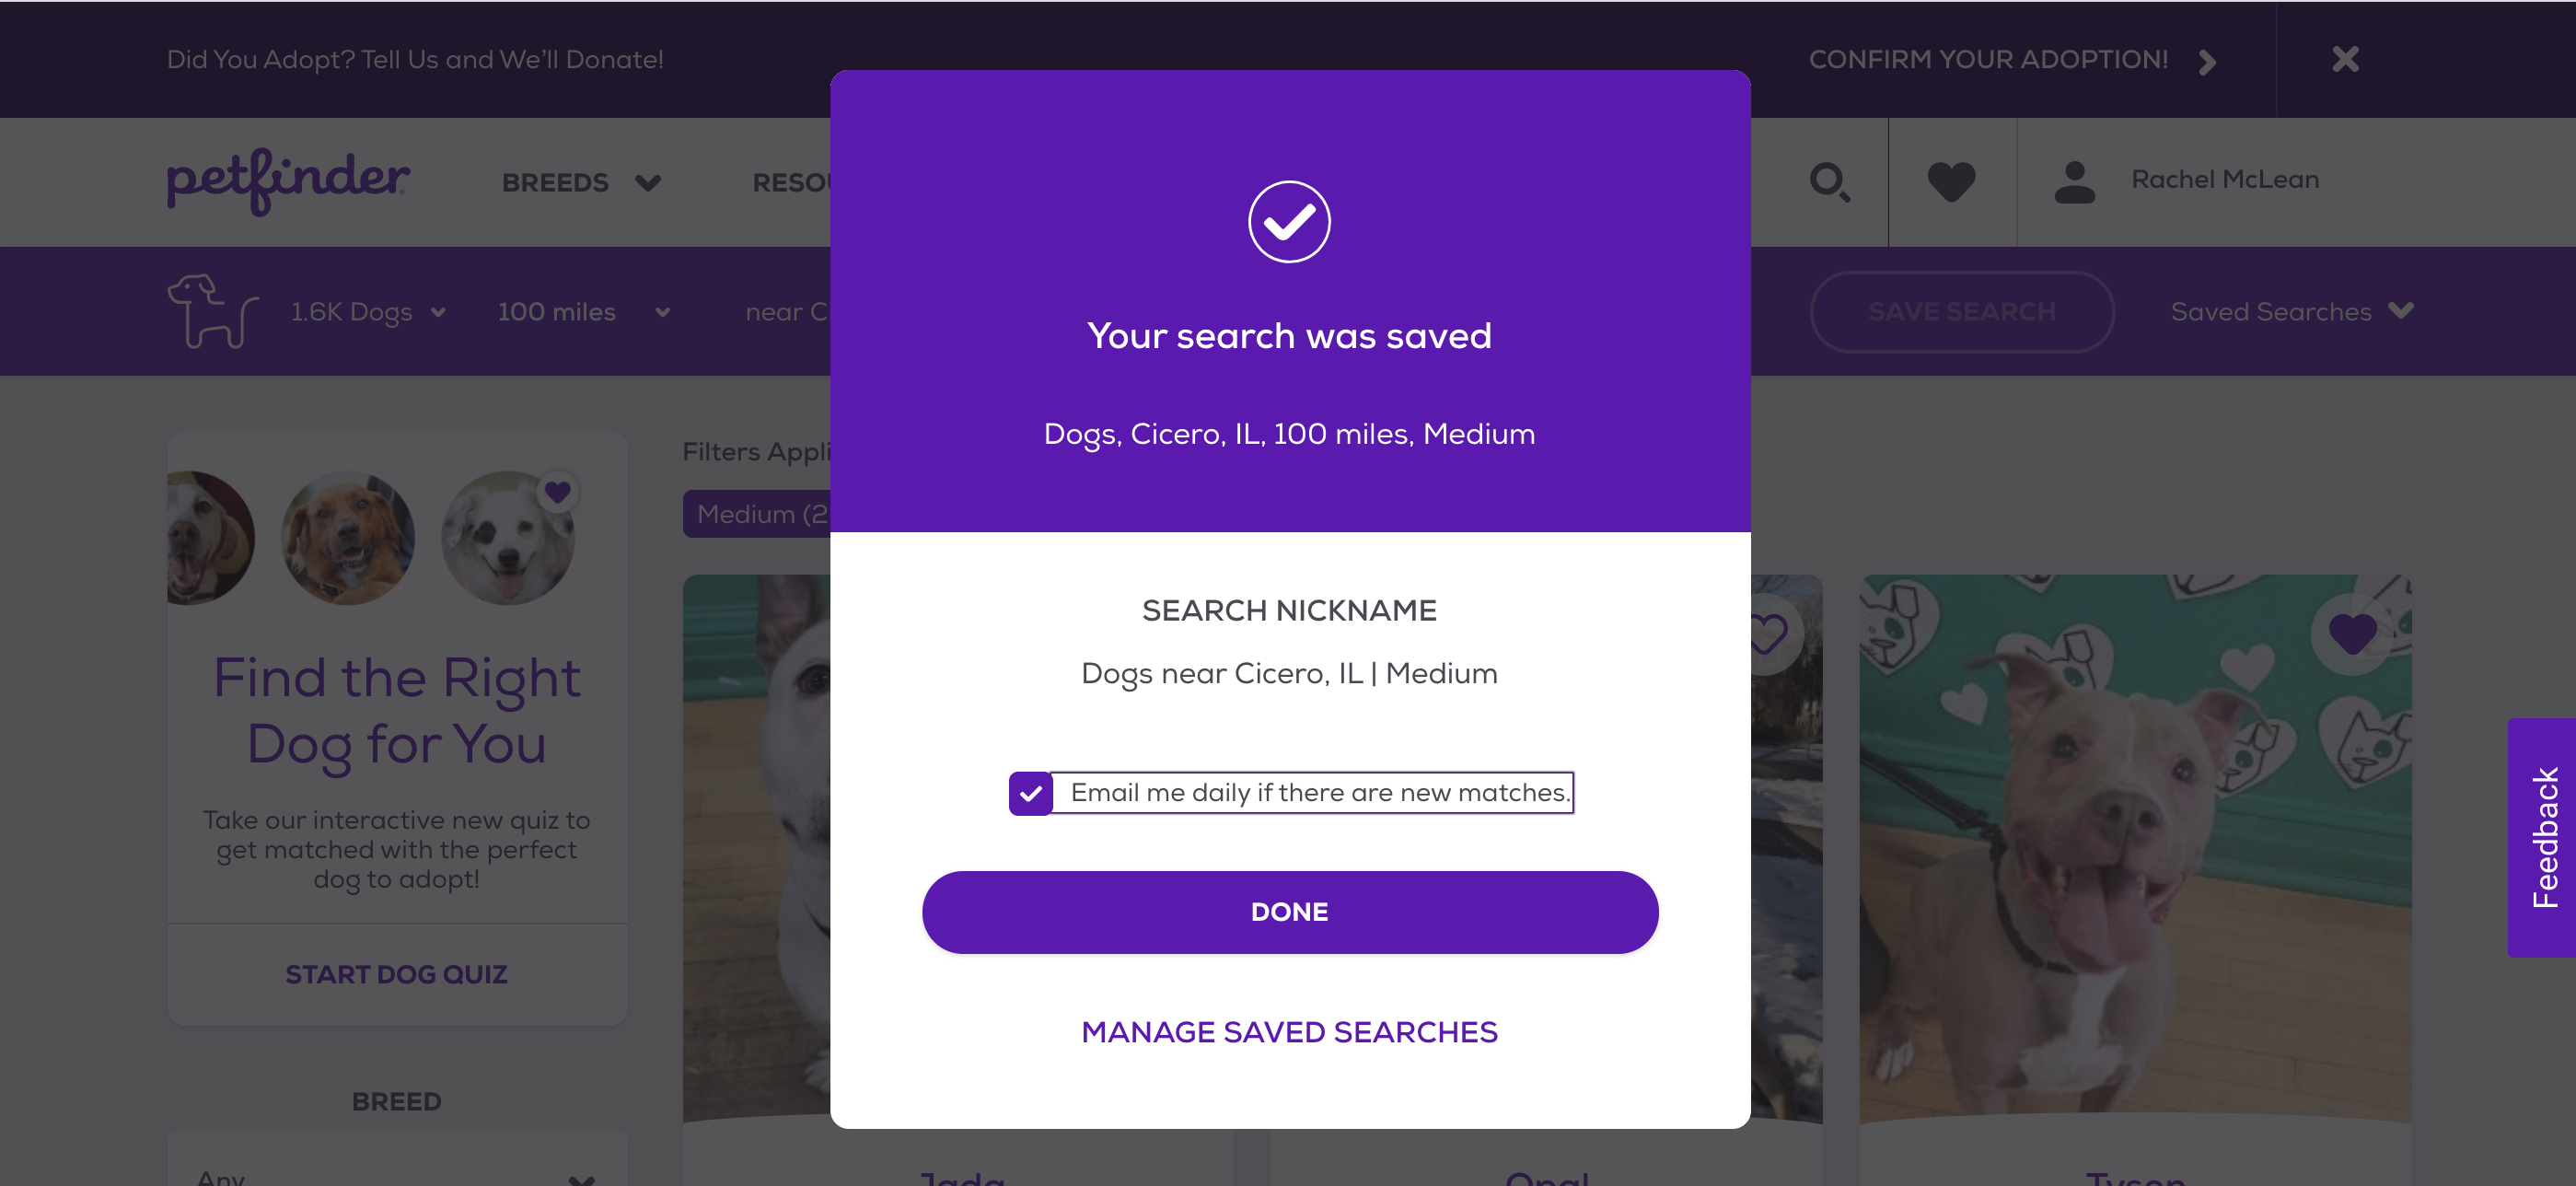 Did You Adopt? Tell Us and We'll Donate!
CONFIRM YOUR ADOPTION!
petfinder
BREEDS
RESOU
Rachel McLean
1.6K Dogs
100 miles
near C
SAVE SEARCH
Saved Searches
Your search was saved
Dogs, Cicero, IL, 100 miles, Medium
SEARCH NICKNAME
Dogs near Cicero, IL | Medium
Email me daily if there are new matches.
DONE
MANAGE SAVED SEARCHES
Find the Right
Dog for You
Take our interactive new quiz to
get matched with the perfect
dog to adopt!
START DOG QUIZ
BREED
Any
Filters Appli
Medium (2
Jada
Opal
Tyson
Feedback